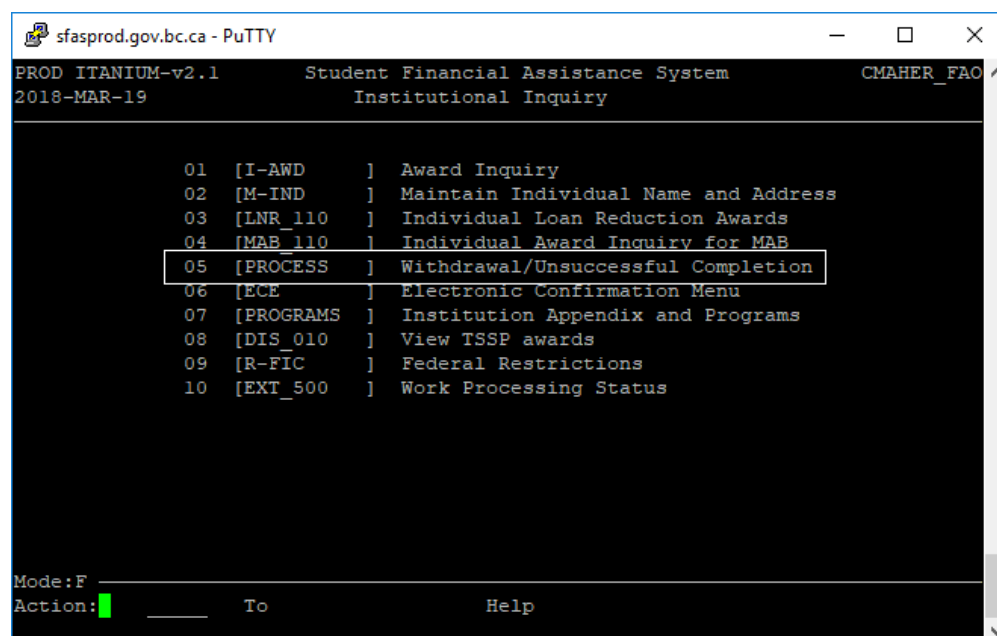 sfasprod.gov.bc.ca - PuTTY
PROD ITANIUM-v2.1 Student Financial Assistance System CMAHER_FAO
2018-MAR-19 Institutional Inquiry
01 [I-AWD ] Award Inquiry
02 [M-IND ] Maintain Individual Name and Address
03 [LNR_110 ] Individual Loan Reduction Awards
04 [MAB_110 ] Individual Award Inquiry for MAB
05 [PROCESS ] Withdrawal/Unsuccessful Completion
06 [ECE ] Electronic Confirmation Menu
07 [PROGRAMS ] Institution Appendix and Programs
08 [DIS_010 ] View TSSP awards
09 [R-FIC ] Federal Restrictions
10 [EXT_500 ] Work Processing Status
Mode:F
Action: _____ To Help